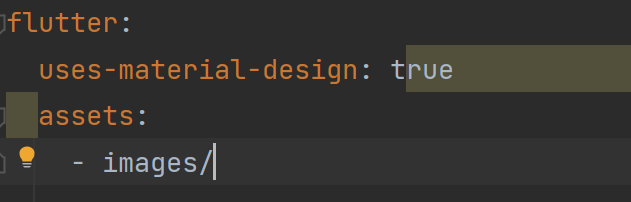 flutter:
  uses-material-design: true
  assets:
    - images/